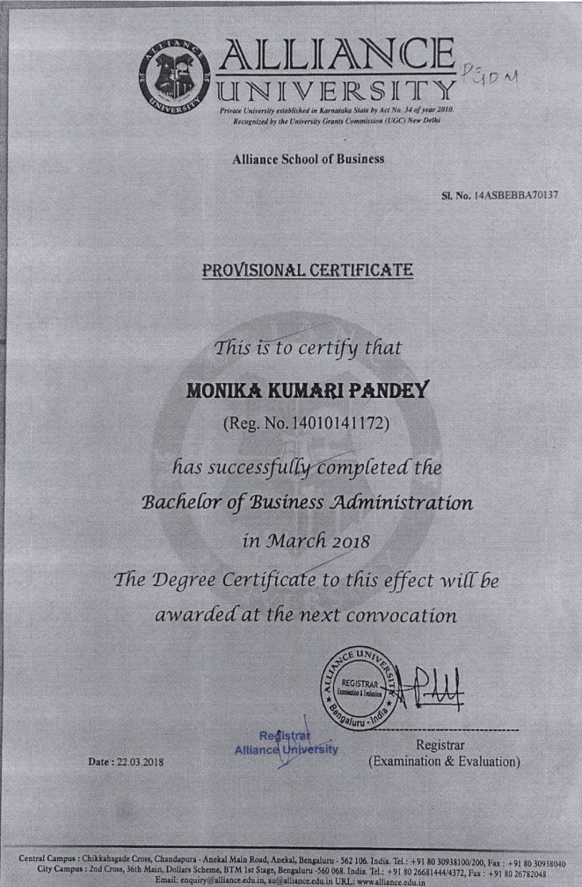 ALLIANCE
UNIVERSITY
PGDM
Private University established in Karnataka State by Act No. 34 of year 2010.
Recognized by the University Grants Commission (UGC) New Delhi
ALLIANCE
UNIVERSITY
Alliance School of Business
Sl. No. 14ASBEBBA70137
PROVISIONAL CERTIFICATE
This is to certify that
MONIKA KUMARI PANDEY
(Reg. No. 14010141172)
has successfully completed the
Bachelor of Business Administration
in March 2018
The Degree Certificate to this effect will be
awarded at the next convocation
ALLIANCE UNIVERSITY
REGISTRAR
Examination & Evaluation
Bengaluru - India
Registrar
Alliance University
Registrar
(Examination & Evaluation)
Date : 22.03.2018
Central Campus : Chikkahagade Cross, Chandapura - Anekal Main Road, Anekal, Bengaluru - 562 106. India. Tel.: +91 80 30938100/200, Fax : +91 80 30938040
City Campus : 2nd Cross, 36th Main, Dollars Scheme, BTM 1st Stage, Bengaluru -560 068. India. Tel.: +91 80 26681444/4372, Fax : +91 80 26782048
Email: enquiry@alliance.edu.in, au@alliance.edu.in URL: www.alliance.edu.in